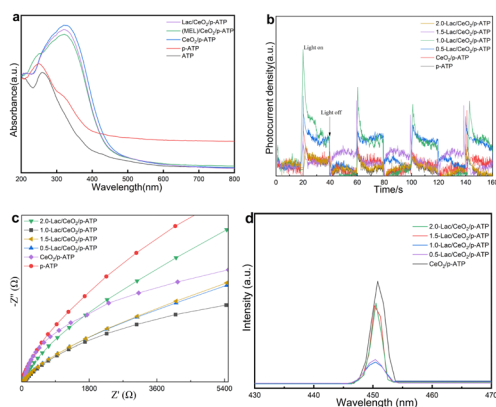 a
Lac/CeO₂/p-ATP
(MEL)/CeO₂/p-ATP
CeO₂/p-ATP
p-ATP
ATP
Absorbance(a.u.)
200 300 400 500 600 700 800
Wavelength(nm)
b
2.0-Lac/CeO₂/p-ATP
1.5-Lac/CeO₂/p-ATP
1.0-Lac/CeO₂/p-ATP
0.5-Lac/CeO₂/p-ATP
CeO₂/p-ATP
p-ATP
Light on
Light off
Photocurrent density(a.u.)
0 20 40 60 80 100 120 140 160
Time/s
c
2.0-Lac/CeO₂/p-ATP
1.0-Lac/CeO₂/p-ATP
1.5-Lac/CeO₂/p-ATP
0.5-Lac/CeO₂/p-ATP
CeO₂/p-ATP
p-ATP
-Z″ (Ω)
0 1800 3600 5400
Z′ (Ω)
d
2.0-Lac/CeO₂/p-ATP
1.5-Lac/CeO₂/p-ATP
1.0-Lac/CeO₂/p-ATP
0.5-Lac/CeO₂/p-ATP
CeO₂/p-ATP
Intensity (a.u.)
430 440 450 460 470
Wavelength (nm)